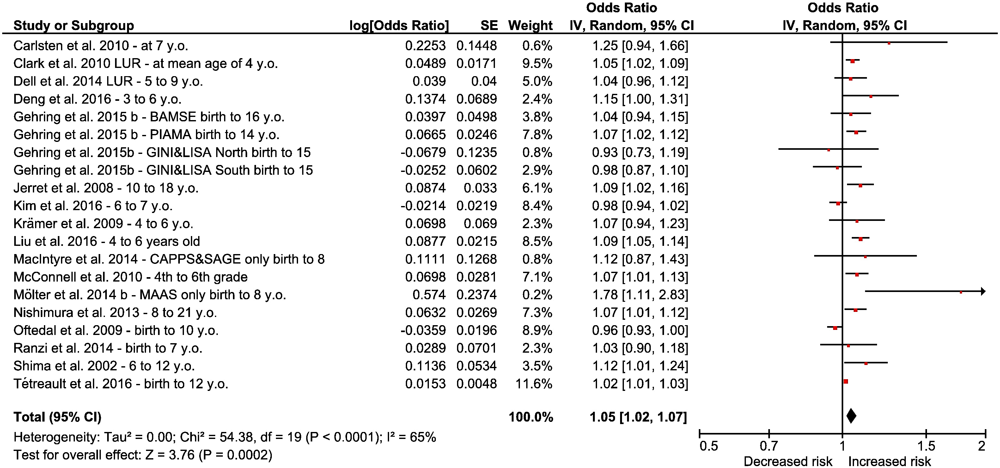 Odds Ratio Odds Ratio
Study or Subgroup log[Odds Ratio] SE Weight IV, Random, 95% CI IV, Random, 95% CI
Carlsten et al. 2010 - at 7 y.o. 0.2253 0.1448 0.6% 1.25 [0.94, 1.66]
Clark et al. 2010 LUR - at mean age of 4 y.o. 0.0489 0.0171 9.5% 1.05 [1.02, 1.09]
Dell et al. 2014 LUR - 5 to 9 y.o. 0.039 0.04 5.0% 1.04 [0.96, 1.12]
Deng et al. 2016 - 3 to 6 y.o. 0.1374 0.0689 2.4% 1.15 [1.00, 1.31]
Gehring et al. 2015 b - BAMSE birth to 16 y.o. 0.0397 0.0498 3.8% 1.04 [0.94, 1.15]
Gehring et al. 2015 b - PIAMA birth to 14 y.o. 0.0665 0.0246 7.8% 1.07 [1.02, 1.12]
Gehring et al. 2015b - GINI&LISA North birth to 15 -0.0679 0.1235 0.8% 0.93 [0.73, 1.19]
Gehring et al. 2015b - GINI&LISA South birth to 15 -0.0252 0.0602 2.9% 0.98 [0.87, 1.10]
Jerret et al. 2008 - 10 to 18 y.o. 0.0874 0.033 6.1% 1.09 [1.02, 1.16]
Kim et al. 2016 - 6 to 7 y.o. -0.0214 0.0219 8.4% 0.98 [0.94, 1.02]
Krämer et al. 2009 - 4 to 6 y.o. 0.0698 0.069 2.3% 1.07 [0.94, 1.23]
Liu et al. 2016 - 4 to 6 years old 0.0877 0.0215 8.5% 1.09 [1.05, 1.14]
MacIntyre et al. 2014 - CAPPS&SAGE only birth to 8 0.1111 0.1268 0.8% 1.12 [0.87, 1.43]
McConnell et al. 2010 - 4th to 6th grade 0.0698 0.0281 7.1% 1.07 [1.01, 1.13]
Mölter et al. 2014 b - MAAS only birth to 8 y.o. 0.574 0.2374 0.2% 1.78 [1.11, 2.83]
Nishimura et al. 2013 - 8 to 21 y.o. 0.0632 0.0269 7.3% 1.07 [1.01, 1.12]
Oftedal et al. 2009 - birth to 10 y.o. -0.0359 0.0196 8.9% 0.96 [0.93, 1.00]
Ranzi et al. 2014 - birth to 7 y.o. 0.0289 0.0701 2.3% 1.03 [0.90, 1.18]
Shima et al. 2002 - 6 to 12 y.o. 0.1136 0.0534 3.5% 1.12 [1.01, 1.24]
Tétreault et al. 2016 - birth to 12 y.o. 0.0153 0.0048 11.6% 1.02 [1.01, 1.03]
Total (95% CI) 100.0% 1.05 [1.02, 1.07]
Heterogeneity: Tau² = 0.00; Chi² = 54.38, df = 19 (P < 0.0001); I² = 65%
Test for overall effect: Z = 3.76 (P = 0.0002)
0.5 0.7 1 1.5 2
Decreased risk Increased risk